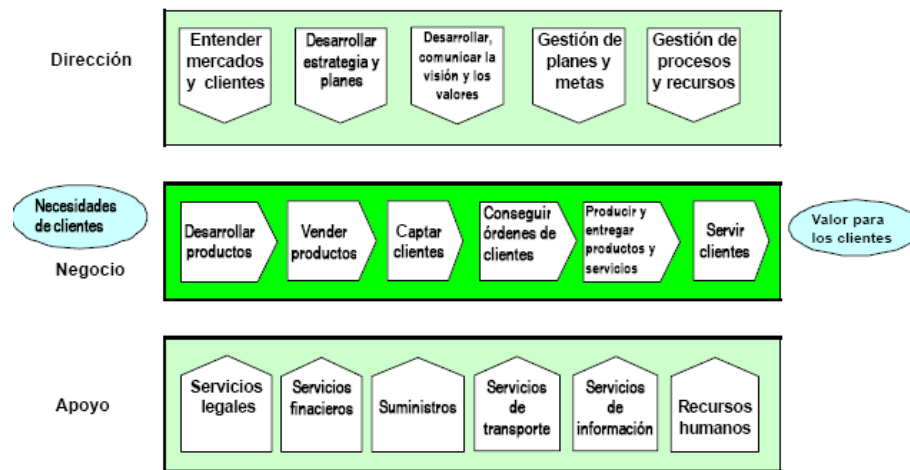 Dirección
Entender
mercados
y clientes
Desarrollar
estrategia y
planes
Desarrollar,
comunicar la
visión y los
valores
Gestión de
planes y
metas
Gestión de
procesos
y recursos
Necesidades
de clientes
Negocio
Desarrollar
productos
Vender
productos
Captar
clientes
Conseguir
órdenes de
clientes
Producir y
entregar
productos y
servicios
Servir
clientes
Valor para
los clientes
Apoyo
Servicios
legales
Servicios
finacieros
Suministros
Servicios
de
transporte
Servicios
de
información
Recursos
humanos